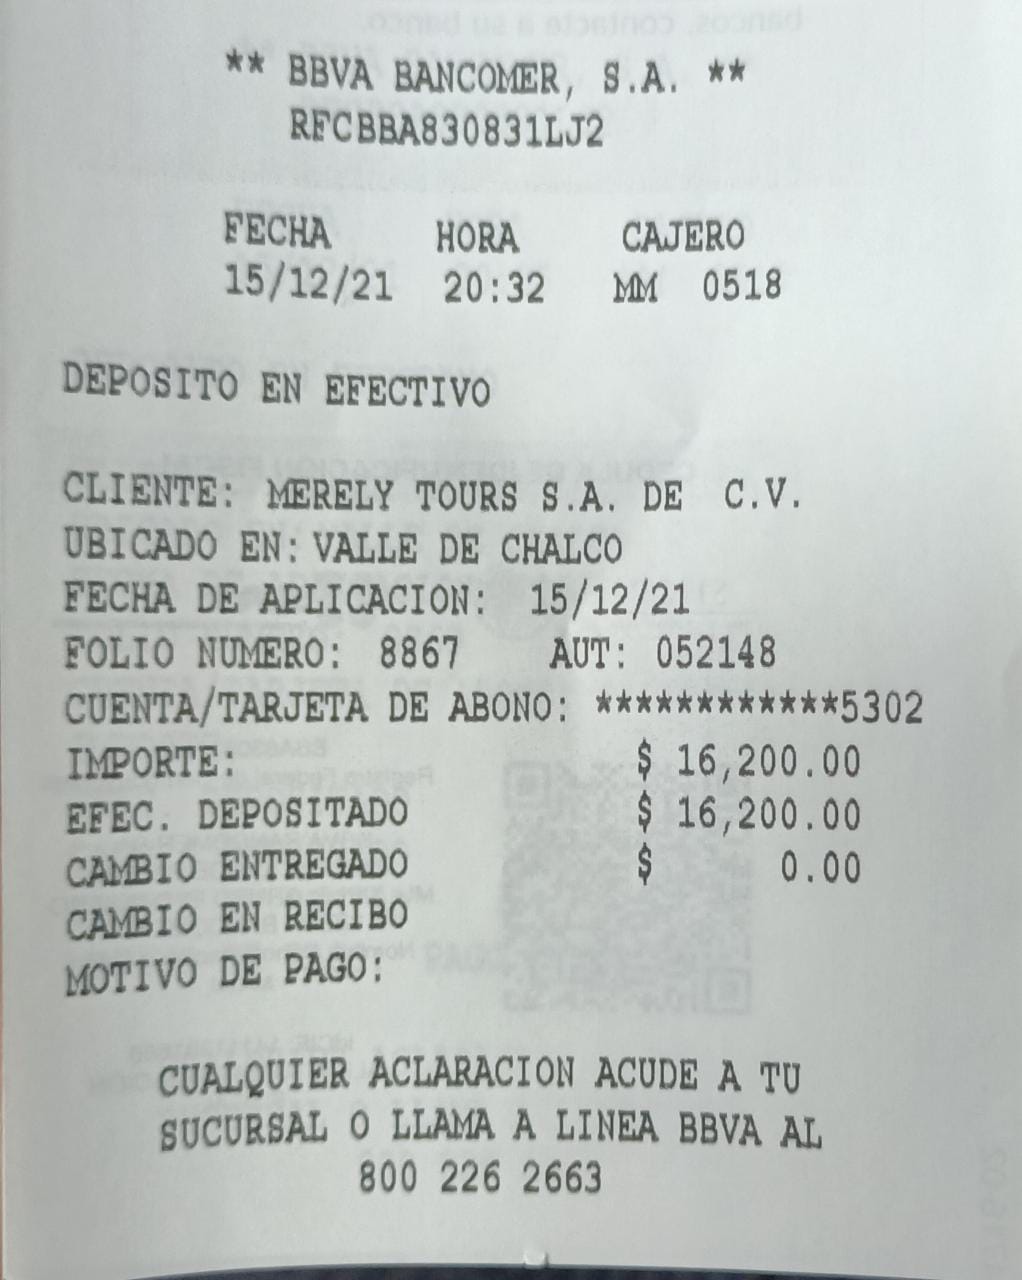 ** BBVA BANCOMER, S.A. **
RFCBBA830831LJ2
FECHA HORA CAJERO
15/12/21 20:32 MM 0518
DEPOSITO EN EFECTIVO
CLIENTE: MERELY TOURS S.A. DE C.V.
UBICADO EN: VALLE DE CHALCO
FECHA DE APLICACION: 15/12/21
FOLIO NUMERO: 8867 AUT: 052148
CUENTA/TARJETA DE ABONO: ************5302
IMPORTE: $ 16,200.00
EFEC. DEPOSITADO $ 16,200.00
CAMBIO ENTREGADO $ 0.00
CAMBIO EN RECIBO
MOTIVO DE PAGO:
CUALQUIER ACLARACION ACUDE A TU
SUCURSAL O LLAMA A LINEA BBVA AL
800 226 2663